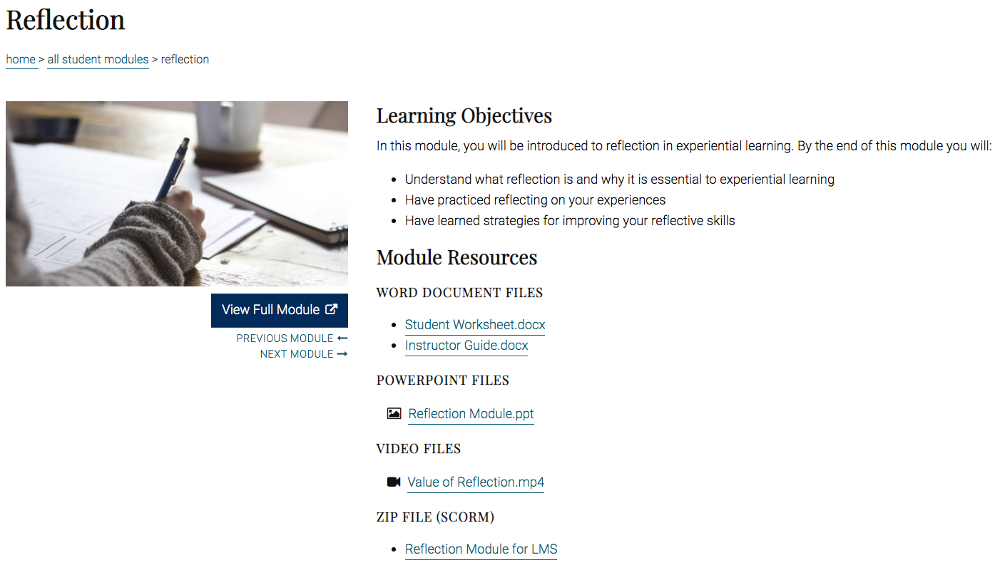 Reflection
home > all student modules > reflection
View Full Module
PREVIOUS MODULE
NEXT MODULE
Learning Objectives
In this module, you will be introduced to reflection in experiential learning. By the end of this module you will:
• Understand what reflection is and why it is essential to experiential learning
• Have practiced reflecting on your experiences
• Have learned strategies for improving your reflective skills
Module Resources
WORD DOCUMENT FILES
• Student Worksheet.docx
• Instructor Guide.docx
POWERPOINT FILES
Reflection Module.ppt
VIDEO FILES
Value of Reflection.mp4
ZIP FILE (SCORM)
• Reflection Module for LMS